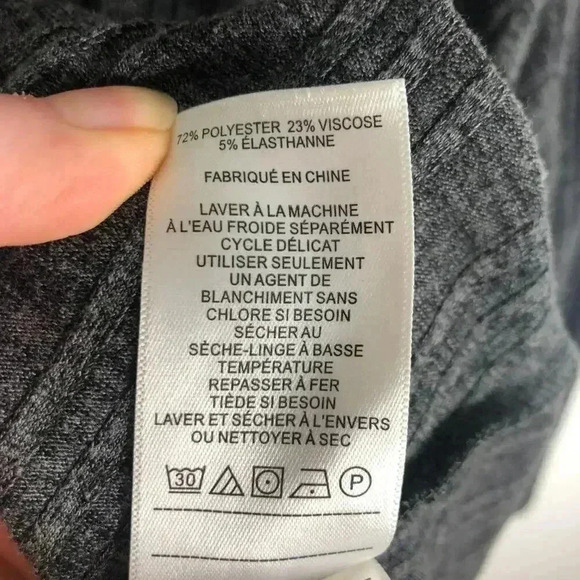 72% POLYESTER 23% VISCOSE
5% ÉLASTHANNE
FABRIQUÉ EN CHINE
LAVER À LA MACHINE
À L'EAU FROIDE SÉPARÉMENT
CYCLE DÉLICAT
UTILISER SEULEMENT
UN AGENT DE
BLANCHIMENT SANS
CHLORE SI BESOIN
SÉCHER AU
SÈCHE-LINGE À BASSE
TEMPÉRATURE
REPASSER À FER
TIÈDE SI BESOIN
LAVER ET SÉCHER À L'ENVERS
OU NETTOYER À SEC
30 P